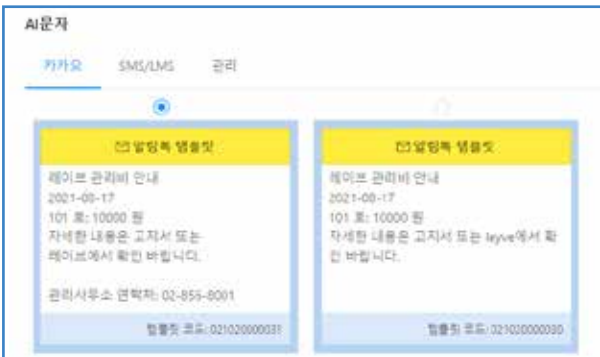 AI문자
카카오 SMS/LMS 관리
알림톡 템플릿
레이브 관리비 안내
2021-08-17
101 호: 10000 원
자세한 내용은 고지서 또는
레이브에서 확인 바랍니다.
관리사무소 연락처: 02-855-8001
템플릿 코드: 021020000031
알림톡 템플릿
레이브 관리비 안내
2021-08-17
101 호: 10000 원
자세한 내용은 고지서 또는 leyve에서 확
인 바랍니다.
템플릿 코드: 021020000030